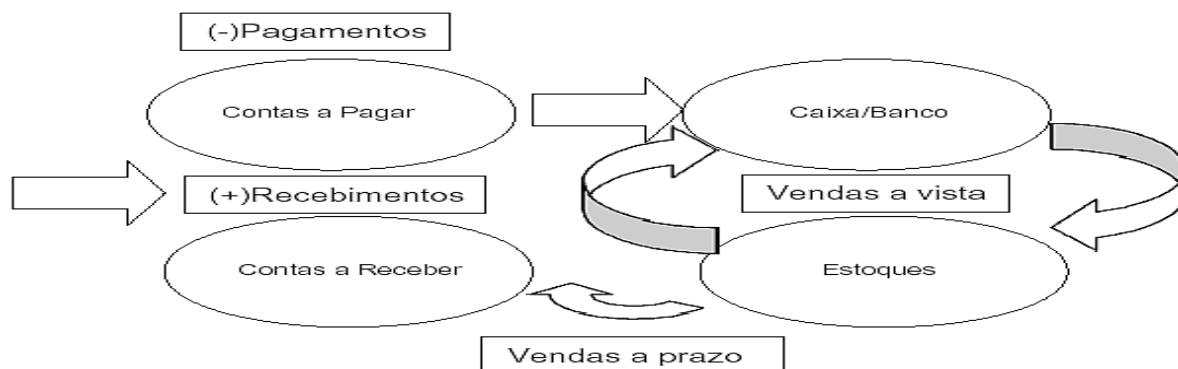 (-)Pagamentos
Contas a Pagar
Caixa/Banco
(+)Recebimentos
Vendas a vista
Contas a Receber
Estoques
Vendas a prazo